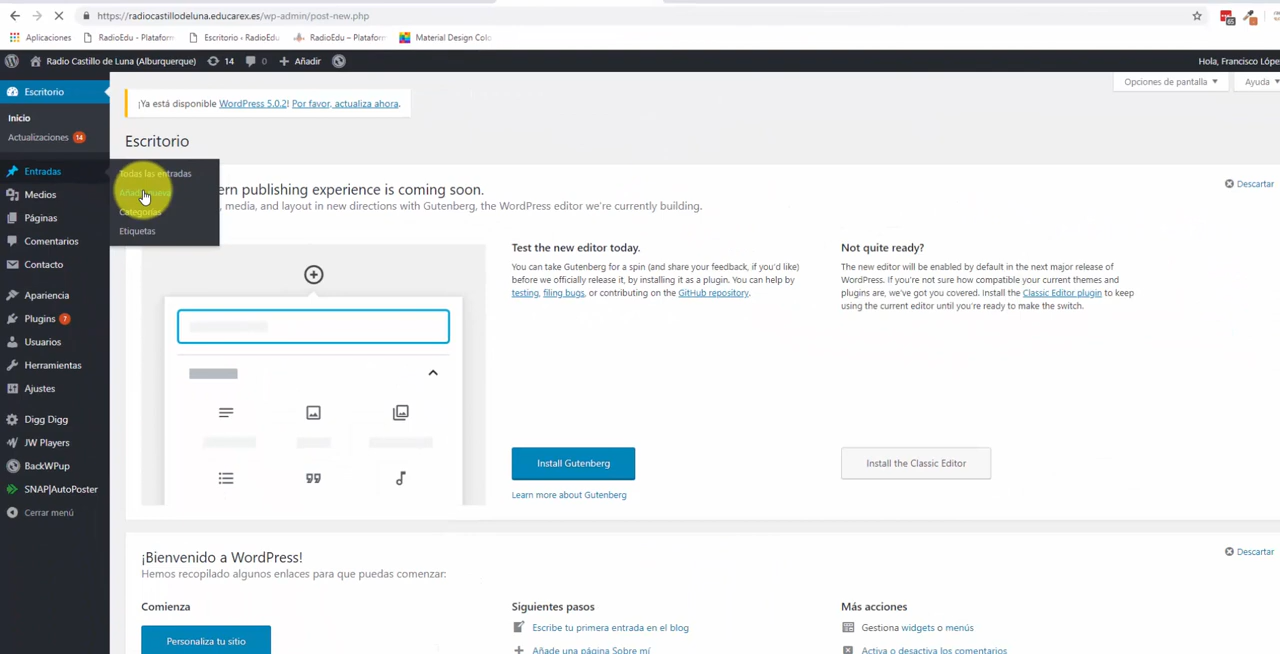 https://radiocastillodeluna.educarex.es/wp-admin/post-new.php
Aplicaciones RadioEdu - Plataform Escritorio ‹ RadioEdu RadioEdu – Platafor Material Design Colo
Radio Castillo de Luna (Alburquerque) 14 0 Añadir Hola, Francisco Lópe
Opciones de pantalla Ayuda
Escritorio
Inicio
Actualizaciones 14
Entradas
Medios
Páginas
Comentarios
Contacto
Apariencia
Plugins 7
Usuarios
Herramientas
Ajustes
Digg Digg
JW Players
BackWPup
SNAP|AutoPoster
Cerrar menú
Todas las entradas
Añadir nueva
Categorías
Etiquetas
¡Ya está disponible WordPress 5.0.2! Por favor, actualiza ahora.
Escritorio
ern publishing experience is coming soon.
Descartar
, media, and layout in new directions with Gutenberg, the WordPress editor we're currently building.
Test the new editor today.
You can take Gutenberg for a spin (and share your feedback, if you'd like)
before we officially release it, by installing it as a plugin. You can help by
testing, filing bugs, or contributing on the GitHub repository.
Install Gutenberg
Learn more about Gutenberg
Not quite ready?
The new editor will be enabled by default in the next major release of
WordPress. If you're not sure how compatible your current themes and
plugins are, we've got you covered. Install the Classic Editor plugin to keep
using the current editor until you're ready to make the switch.
Install the Classic Editor
¡Bienvenido a WordPress!
Descartar
Hemos recopilado algunos enlaces para que puedas comenzar:
Comienza
Personaliza tu sitio
Siguientes pasos
Escribe tu primera entrada en el blog
Añade una página Sobre mí
Más acciones
Gestiona widgets o menús
Activa o desactiva los comentarios